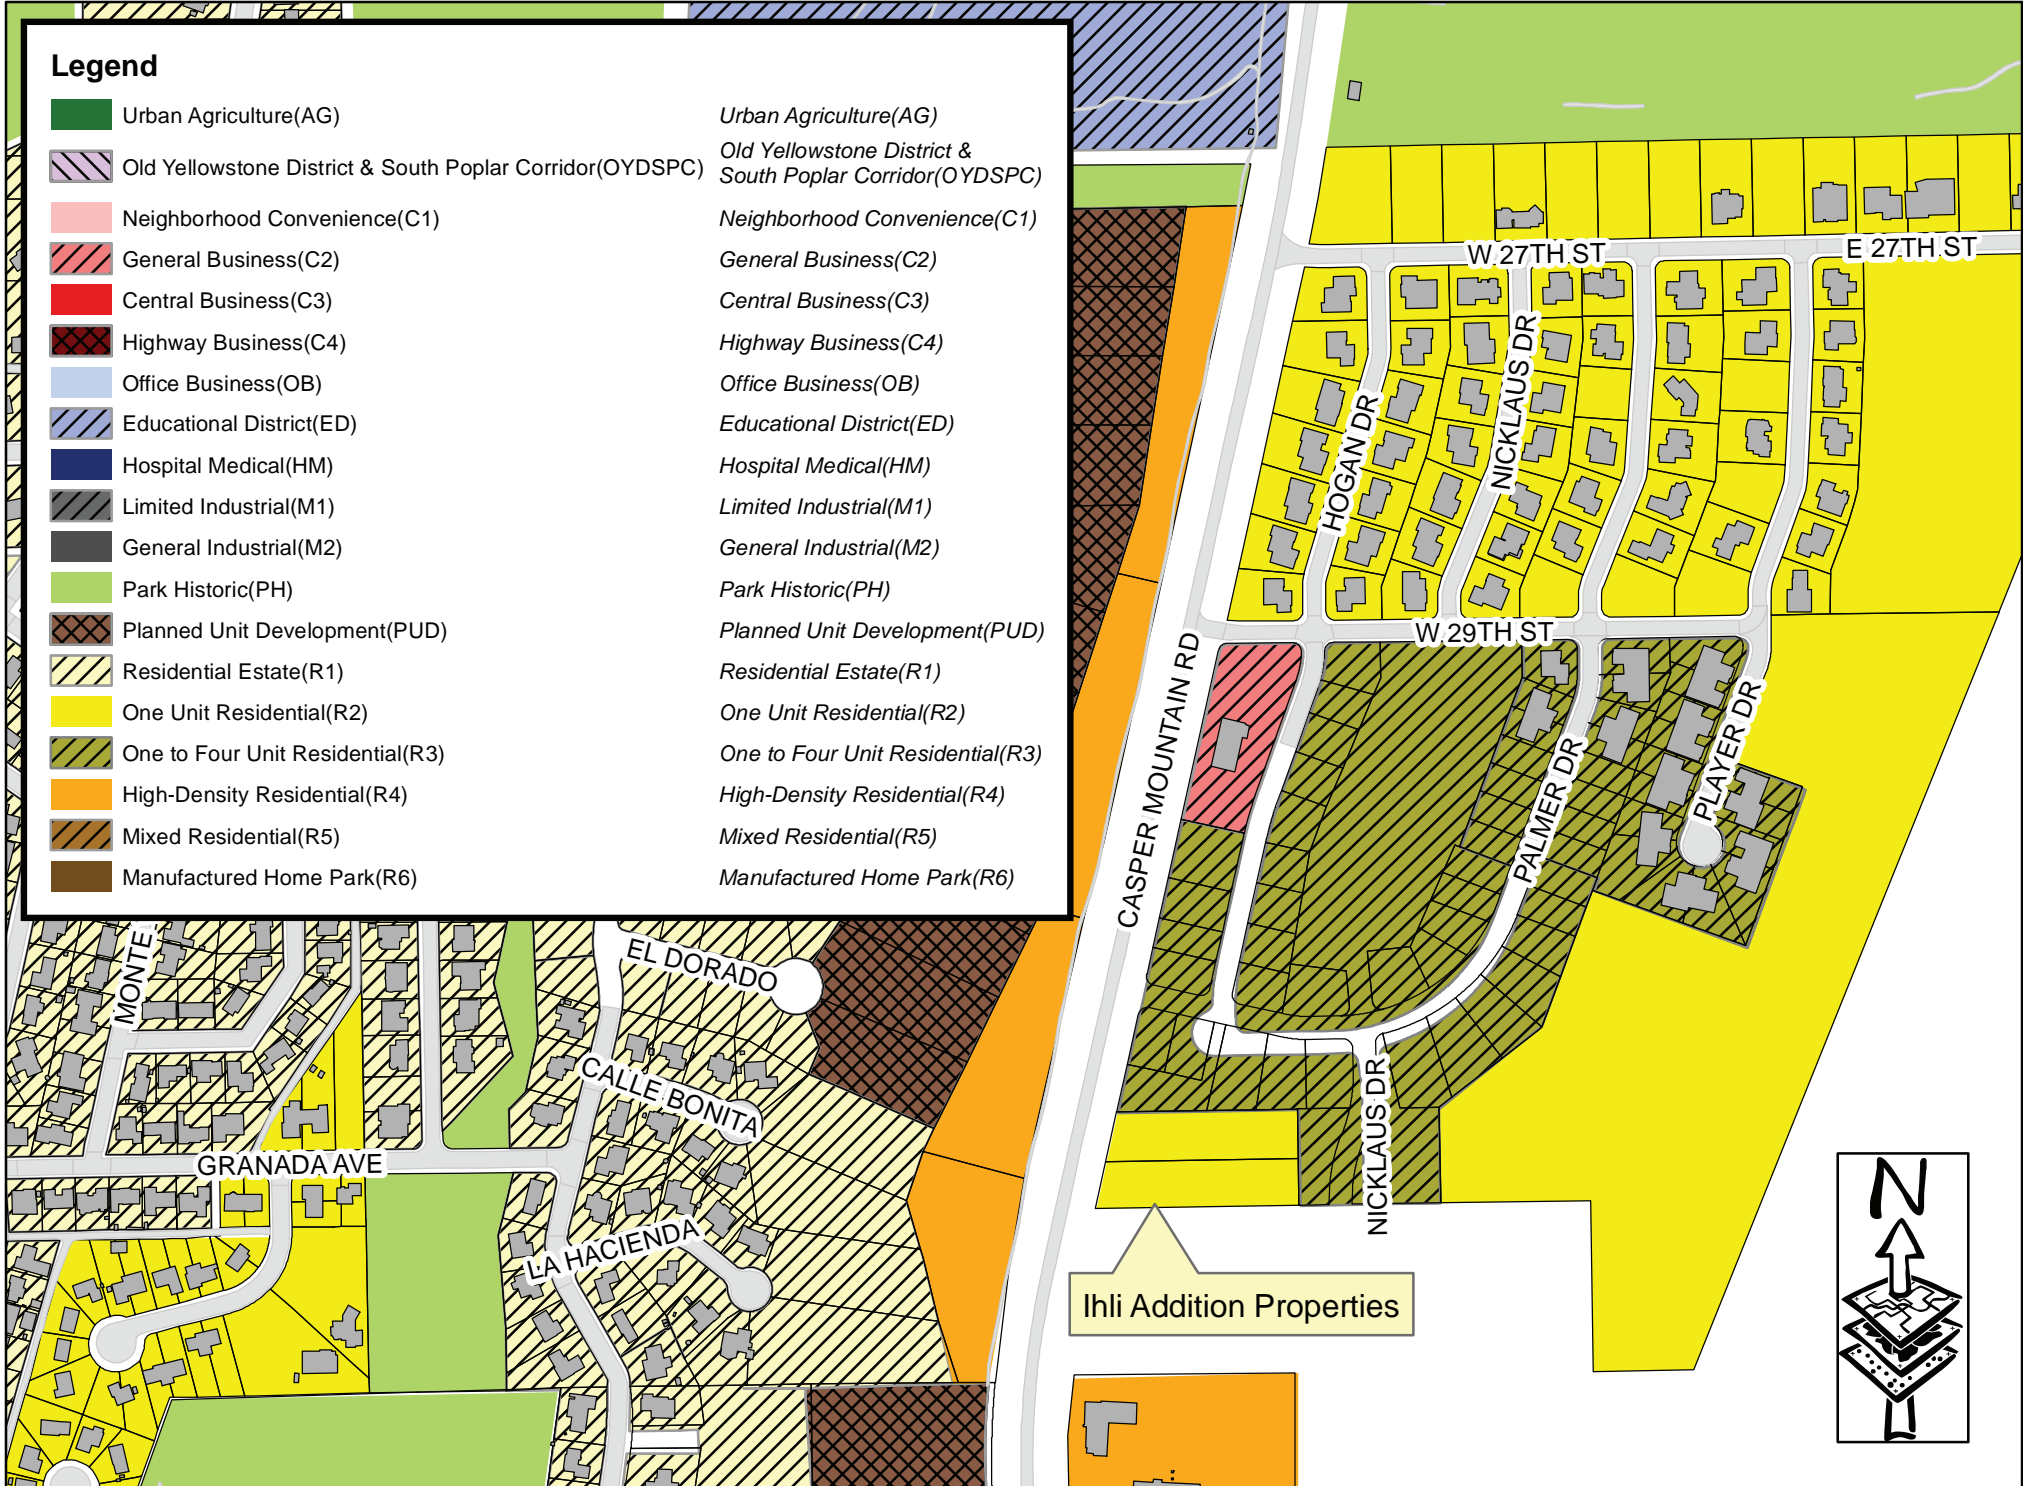 Legend
Urban Agriculture(AG) Urban Agriculture(AG)
Old Yellowstone District & South Poplar Corridor(OYDSPC) Old Yellowstone District &
South Poplar Corridor(OYDSPC)
Neighborhood Convenience(C1) Neighborhood Convenience(C1)
General Business(C2) General Business(C2)
Central Business(C3) Central Business(C3)
Highway Business(C4) Highway Business(C4)
Office Business(OB) Office Business(OB)
Educational District(ED) Educational District(ED)
Hospital Medical(HM) Hospital Medical(HM)
Limited Industrial(M1) Limited Industrial(M1)
General Industrial(M2) General Industrial(M2)
Park Historic(PH) Park Historic(PH)
Planned Unit Development(PUD) Planned Unit Development(PUD)
Residential Estate(R1) Residential Estate(R1)
One Unit Residential(R2) One Unit Residential(R2)
One to Four Unit Residential(R3) One to Four Unit Residential(R3)
High-Density Residential(R4) High-Density Residential(R4)
Mixed Residential(R5) Mixed Residential(R5)
Manufactured Home Park(R6) Manufactured Home Park(R6)
W 27TH ST
E 27TH ST
HOGAN DR
NICKLAUS DR
W 29TH ST
CASPER MOUNTAIN RD
PALMER DR
PLAYER DR
MONTE
EL DORADO
CALLE BONITA
GRANADA AVE
LA HACIENDA
NICKLAUS DR
Ihli Addition Properties
N